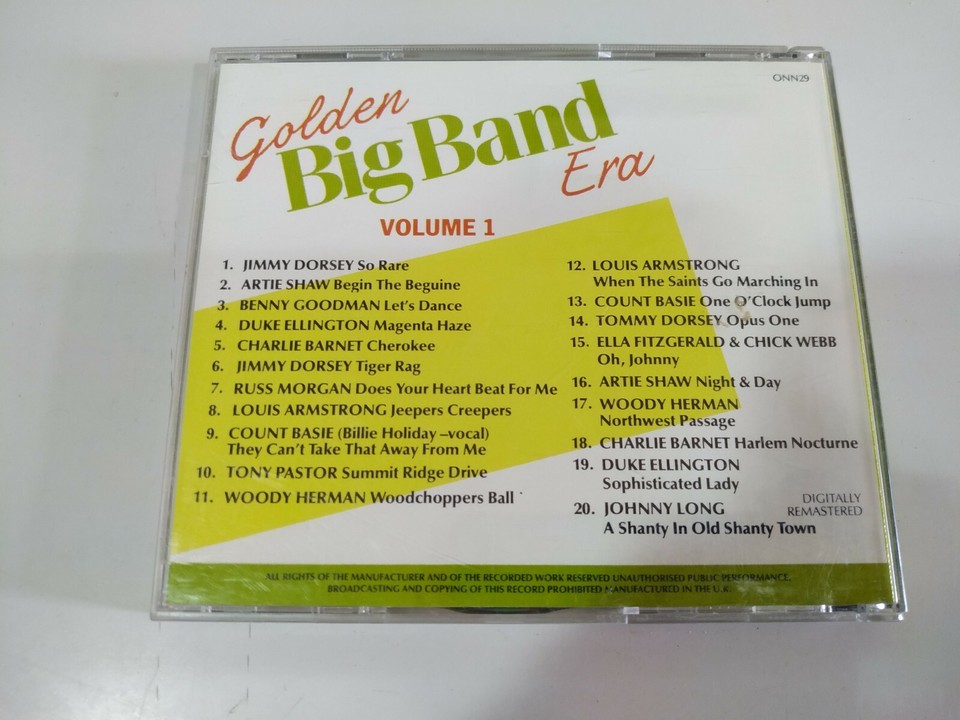 ONN29
Golden
Big Band
Era
VOLUME 1
1. JIMMY DORSEY So Rare
2. ARTIE SHAW Begin The Beguine
3. BENNY GOODMAN Let's Dance
4. DUKE ELLINGTON Magenta Haze
5. CHARLIE BARNET Cherokee
6. JIMMY DORSEY Tiger Rag
7. RUSS MORGAN Does Your Heart Beat For Me
8. LOUIS ARMSTRONG Jeepers Creepers
9. COUNT BASIE (Billie Holiday –vocal)
They Can't Take That Away From Me
10. TONY PASTOR Summit Ridge Drive
11. WOODY HERMAN Woodchoppers Ball
12. LOUIS ARMSTRONG
When The Saints Go Marching In
13. COUNT BASIE One O'Clock Jump
14. TOMMY DORSEY Opus One
15. ELLA FITZGERALD & CHICK WEBB
Oh, Johnny
16. ARTIE SHAW Night & Day
17. WOODY HERMAN
Northwest Passage
18. CHARLIE BARNET Harlem Nocturne
19. DUKE ELLINGTON
Sophisticated Lady
20. JOHNNY LONG
A Shanty In Old Shanty Town
DIGITALLY
REMASTERED
ALL RIGHTS OF THE MANUFACTURER AND OF THE RECORDED WORK RESERVED UNAUTHORISED PUBLIC PERFORMANCE,
BROADCASTING AND COPYING OF THIS RECORD PROHIBITED MANUFACTURED IN THE U.K.